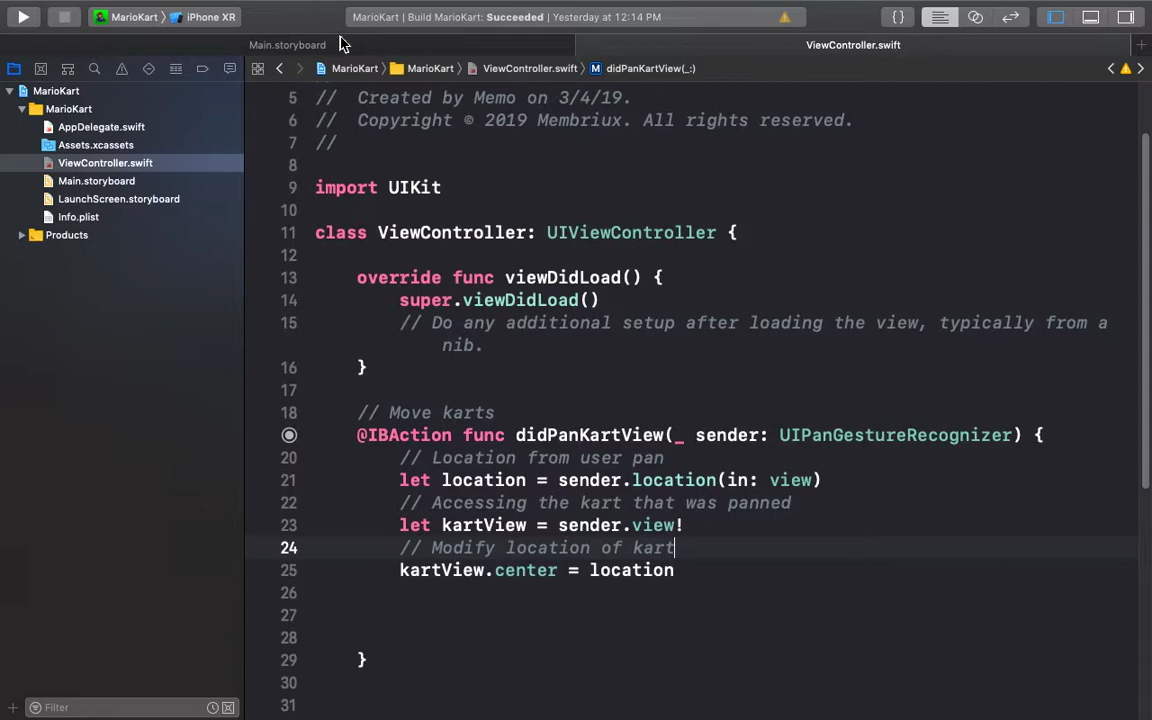 MarioKart iPhone XR MarioKart | Build MarioKart: Succeeded | Yesterday at 12:14 PM {}
Main.storyboard ViewController.swift
MarioKart MarioKart ViewController.swift M didPanKartView(_:)
MarioKart
MarioKart
AppDelegate.swift
Assets.xcassets
ViewController.swift
Main.storyboard
LaunchScreen.storyboard
Info.plist
Products
Filter
5 //  Created by Memo on 3/4/19.
6 //  Copyright © 2019 Membriux. All rights reserved.
7 //
8
9 import UIKit
10
11 class ViewController: UIViewController {
12
13     override func viewDidLoad() {
14         super.viewDidLoad()
15         // Do any additional setup after loading the view, typically from a
nib.
16     }
17
18     // Move karts
@IBAction func didPanKartView(_ sender: UIPanGestureRecognizer) {
20         // Location from user pan
21         let location = sender.location(in: view)
22         // Accessing the kart that was panned
23         let kartView = sender.view!
24         // Modify location of kart
25         kartView.center = location
26
27
28
29     }
30
31